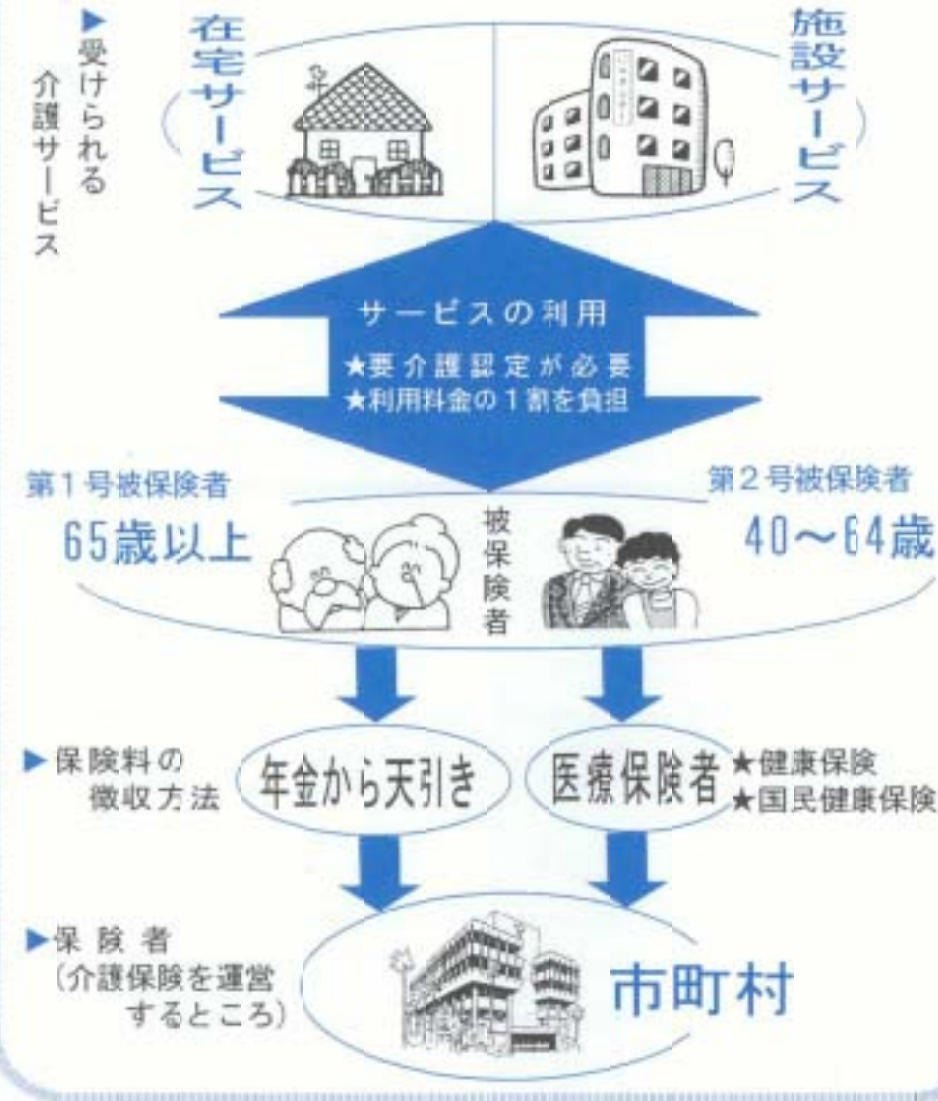 ▶受けられる
介護サービス
在宅サービス
施設サービス
サービスの利用
★要介護認定が必要
★利用料金の1割を負担
第1号被保険者
65歳以上
被保険者
第2号被保険者
40〜64歳
▶保険料の
徴収方法
年金から天引き
医療保険者
★健康保険
★国民健康保険
▶保険者
(介護保険を運営
するところ)
市町村